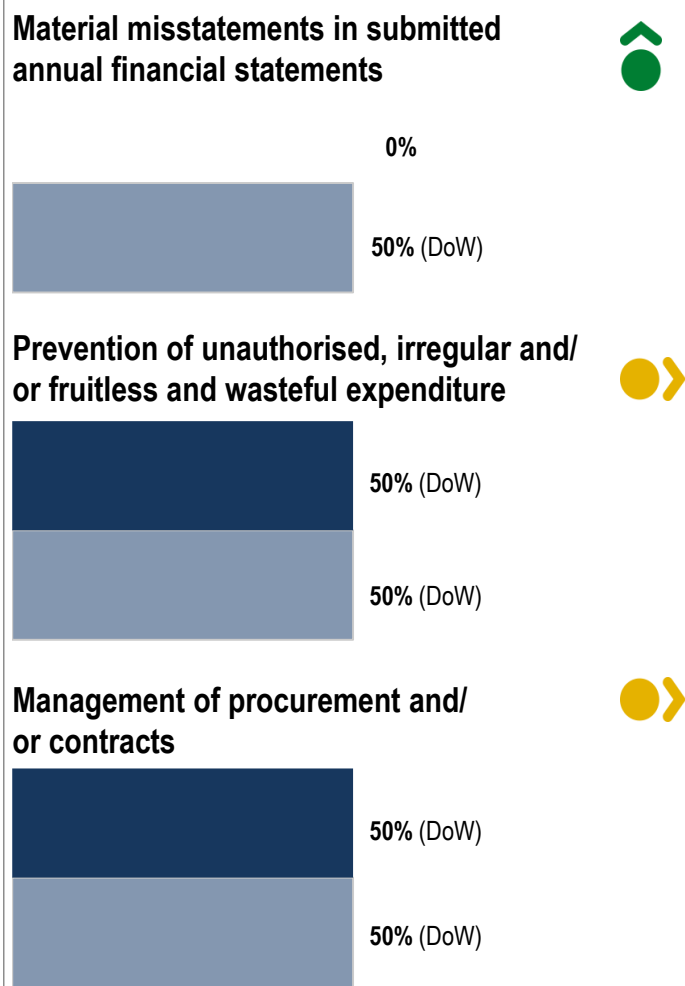 Material misstatements in submitted
annual financial statements
0%
50% (DoW)
Prevention of unauthorised, irregular and/
or fruitless and wasteful expenditure
50% (DoW)
50% (DoW)
Management of procurement and/
or contracts
50% (DoW)
50% (DoW)